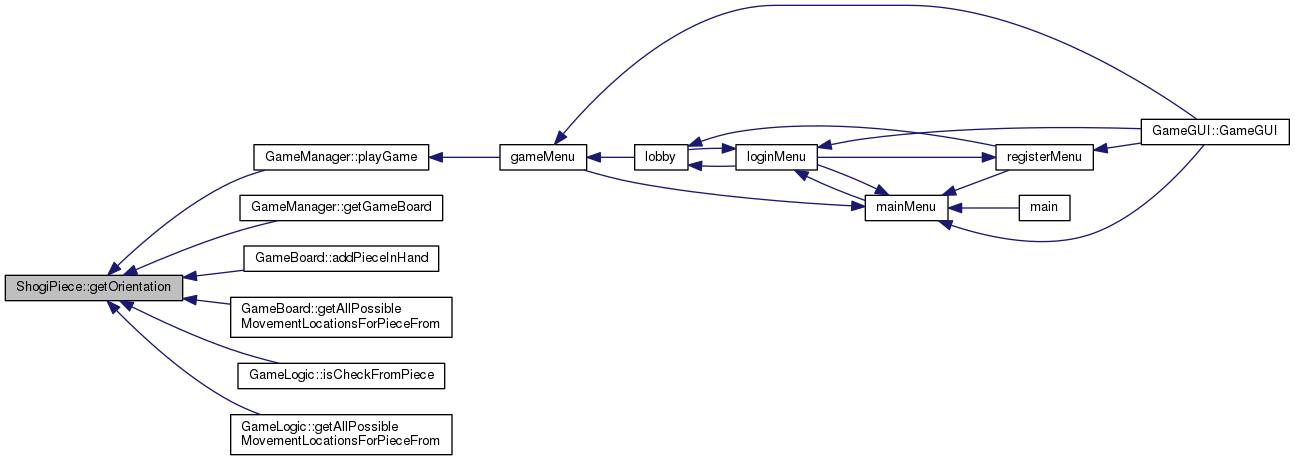 GameGUI::GameGUI
GameManager::playGame
gameMenu
lobby
loginMenu
registerMenu
GameManager::getGameBoard
mainMenu
main
GameBoard::addPieceInHand
ShogiPiece::getOrientation
GameBoard::getAllPossible
MovementLocationsForPieceFrom
GameLogic::isCheckFromPiece
GameLogic::getAllPossible
MovementLocationsForPieceFrom